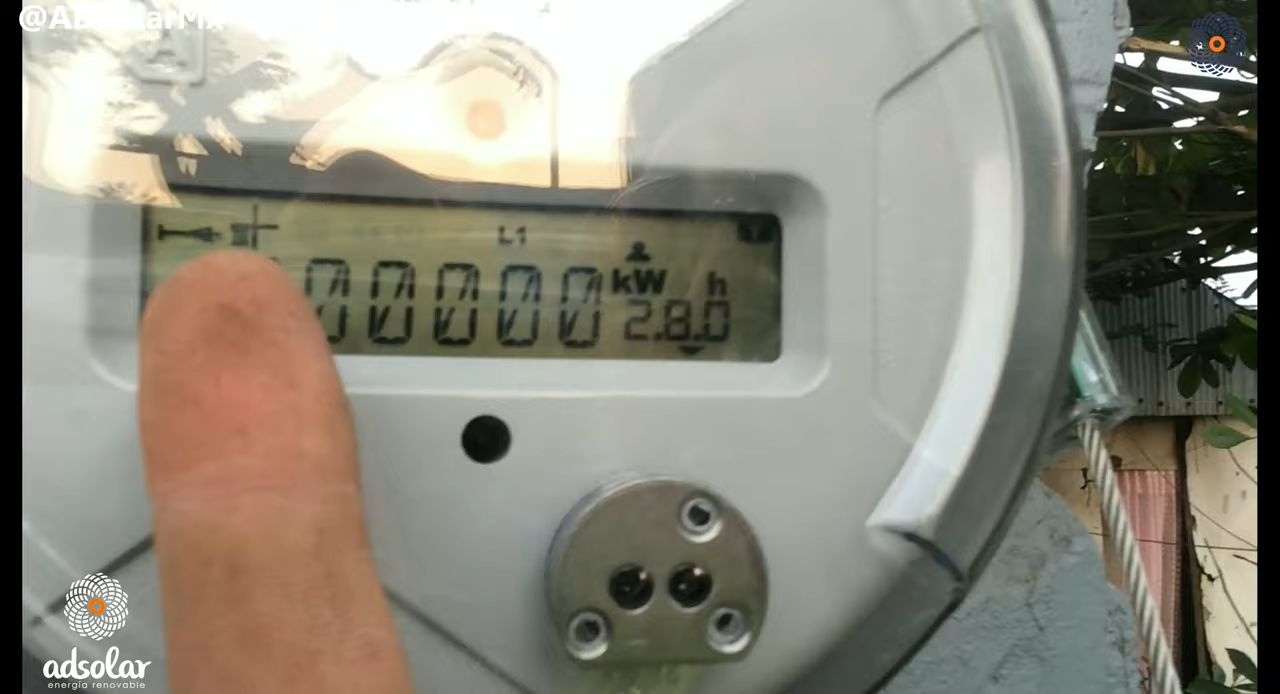 L1
00000 kW h
2.8.0
adsolar
energía renovable